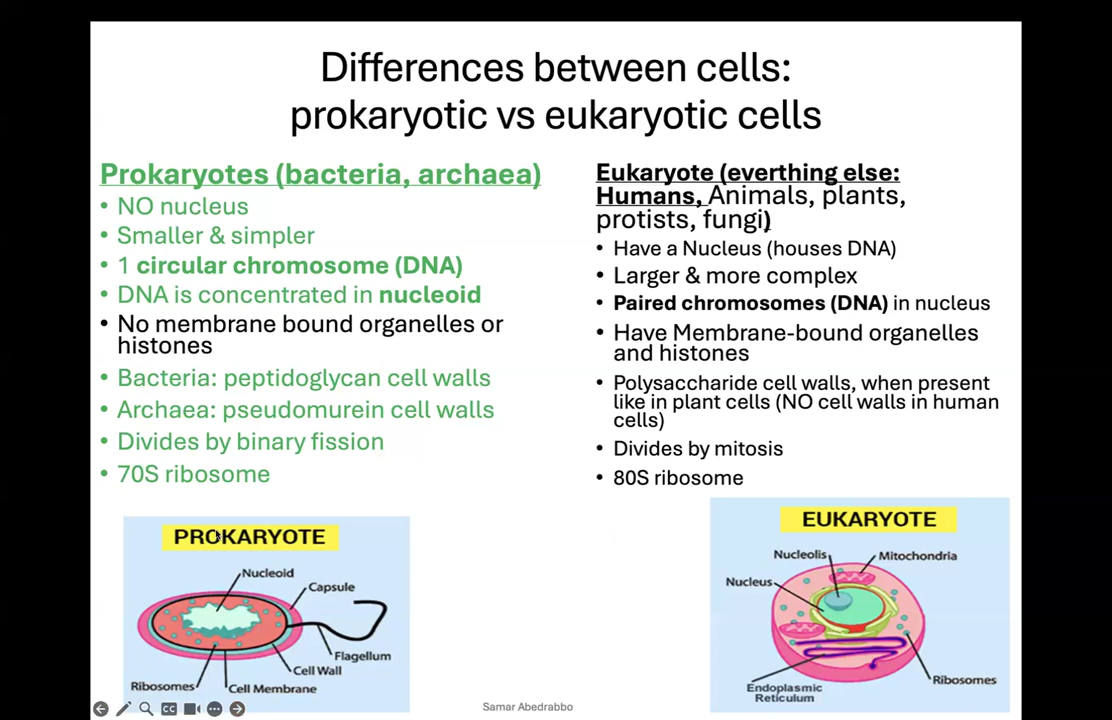 Differences between cells:
prokaryotic vs eukaryotic cells
Prokaryotes (bacteria, archaea)
• NO nucleus
• Smaller & simpler
• 1 circular chromosome (DNA)
• DNA is concentrated in nucleoid
• No membrane bound organelles or
histones
• Bacteria: peptidoglycan cell walls
• Archaea: pseudomurein cell walls
• Divides by binary fission
• 70S ribosome
Eukaryote (everthing else:
Humans, Animals, plants,
protists, fungi)
• Have a Nucleus (houses DNA)
• Larger & more complex
• Paired chromosomes (DNA) in nucleus
• Have Membrane-bound organelles
and histones
• Polysaccharide cell walls, when present
like in plant cells (NO cell walls in human
cells)
• Divides by mitosis
• 80S ribosome
PROKARYOTE
Nucleoid
Capsule
Flagellum
Cell Wall
Cell Membrane
Ribosomes
EUKARYOTE
Nucleolis
Mitochondria
Nucleus
Ribosomes
Endoplasmic
Reticulum
CC
Samar Abedrabbo